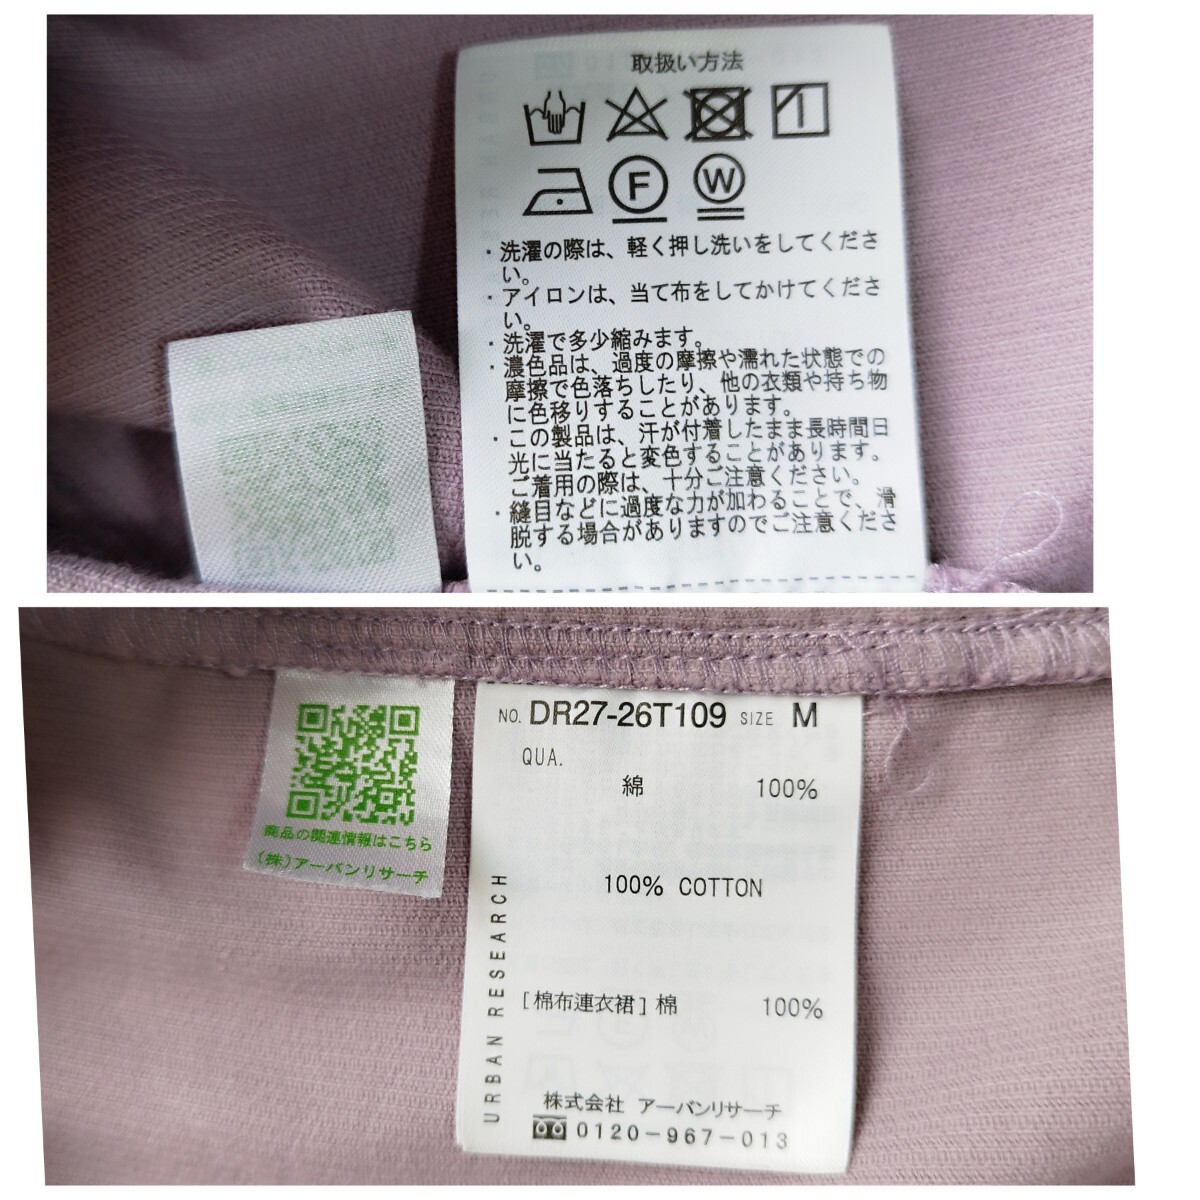 取扱い方法
F
W
・洗濯の際は、軽く押し洗いをしてくださ
い。
・アイロンは、当て布をしてかけてくださ
い。
・洗濯で多少縮みます。
・濃色品は、過度の摩擦や濡れた状態での
摩擦で色落ちしたり、他の衣類や持ち物
に色移りすることがあります。
・この製品は、汗が付着したまま長時間日
光に当たると変色することがあります。
ご着用の際は、十分ご注意ください。
・縫目などに過度な力が加わることで、滑
脱する場合がありますのでご注意くださ
い。
商品の関連情報はこちら
(株)アーバンリサーチ
NO. DR27-26T109 SIZE M
QUA.
綿 100%
100% COTTON
[棉布連衣裙] 棉 100%
URBAN RESEARCH
株式会社 アーバンリサーチ
0120-967-013